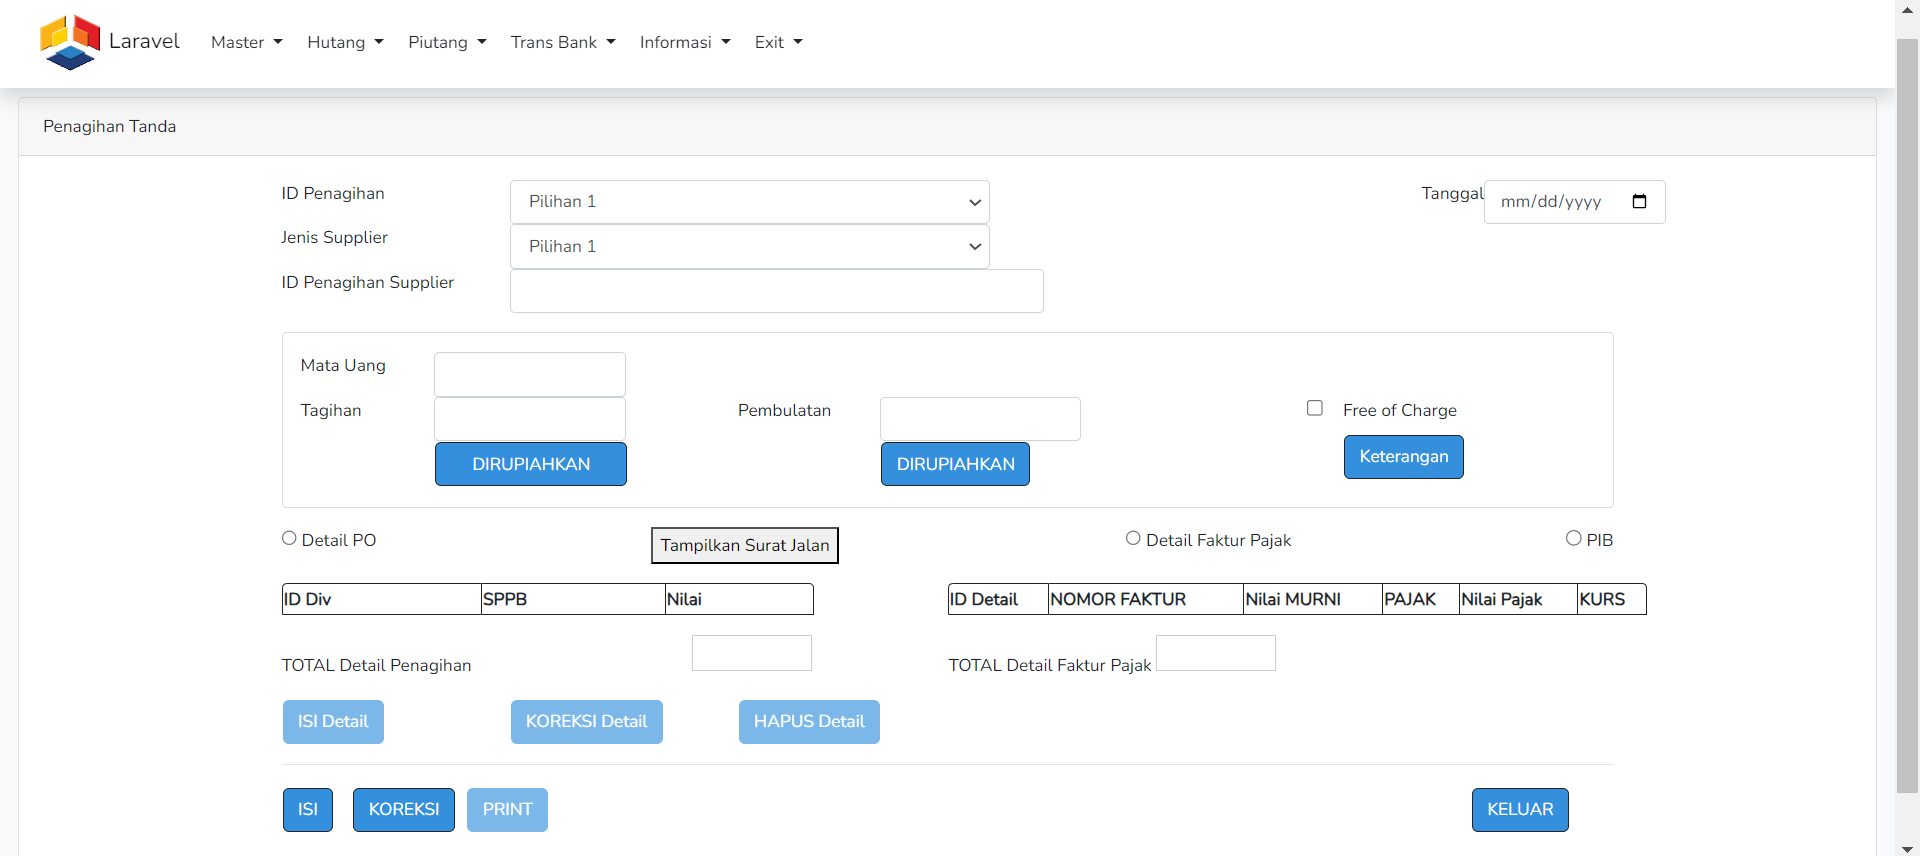 Laravel Master Hutang Piutang Trans Bank Informasi Exit
Penagihan Tanda
ID Penagihan Pilihan 1 Tanggal mm/dd/yyyy
Jenis Supplier Pilihan 1
ID Penagihan Supplier
Mata Uang
Tagihan Pembulatan Free of Charge
DIRUPIAHKAN DIRUPIAHKAN Keterangan
Detail PO Tampilkan Surat Jalan Detail Faktur Pajak PIB
ID Div SPPB Nilai ID Detail NOMOR FAKTUR Nilai MURNI PAJAK Nilai Pajak KURS
TOTAL Detail Penagihan TOTAL Detail Faktur Pajak
ISI Detail KOREKSI Detail HAPUS Detail
ISI KOREKSI PRINT KELUAR